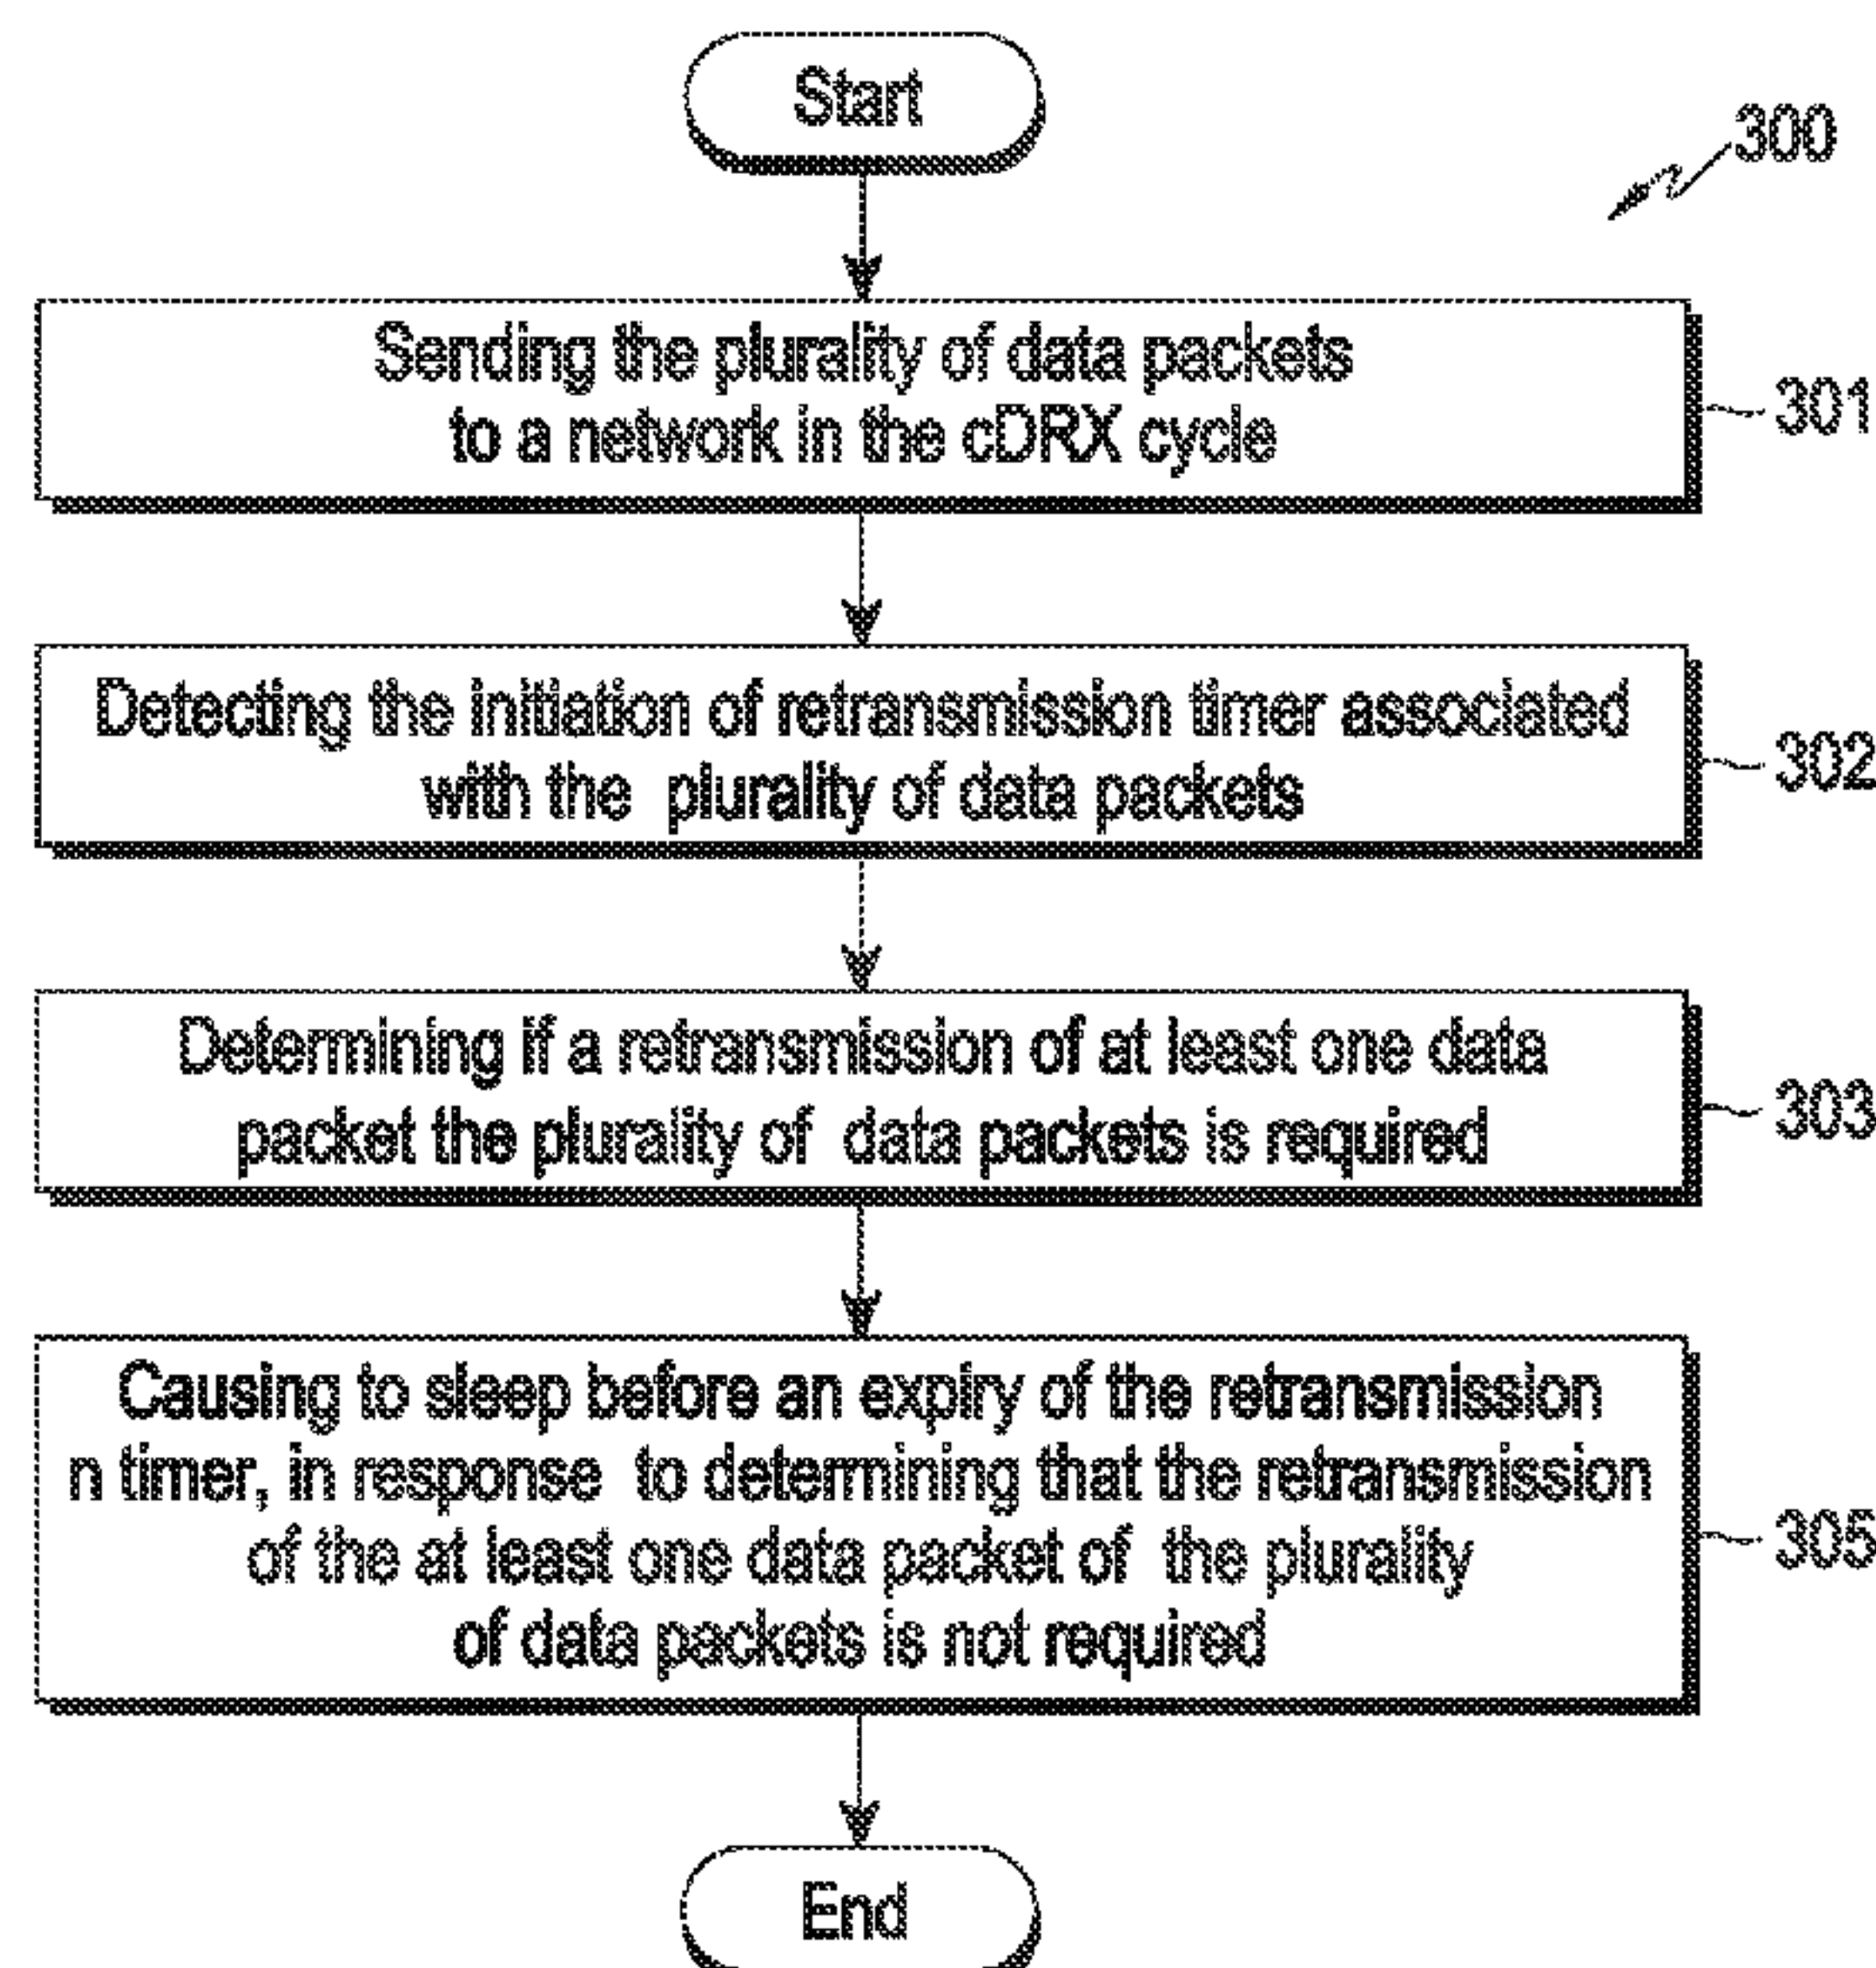 Start
300
Sending the plurality of data packets
to a network in the cDRX cycle
301
Detecting the initiation of retransmission timer associated
with the plurality of data packets
302
Determining if a retransmission of at least one data
packet the plurality of data packets is required
303
Causing to sleep before an expiry of the retransmission
n timer, in response to determining that the retransmission
of the at least one data packet of the plurality
of data packets is not required
305
End